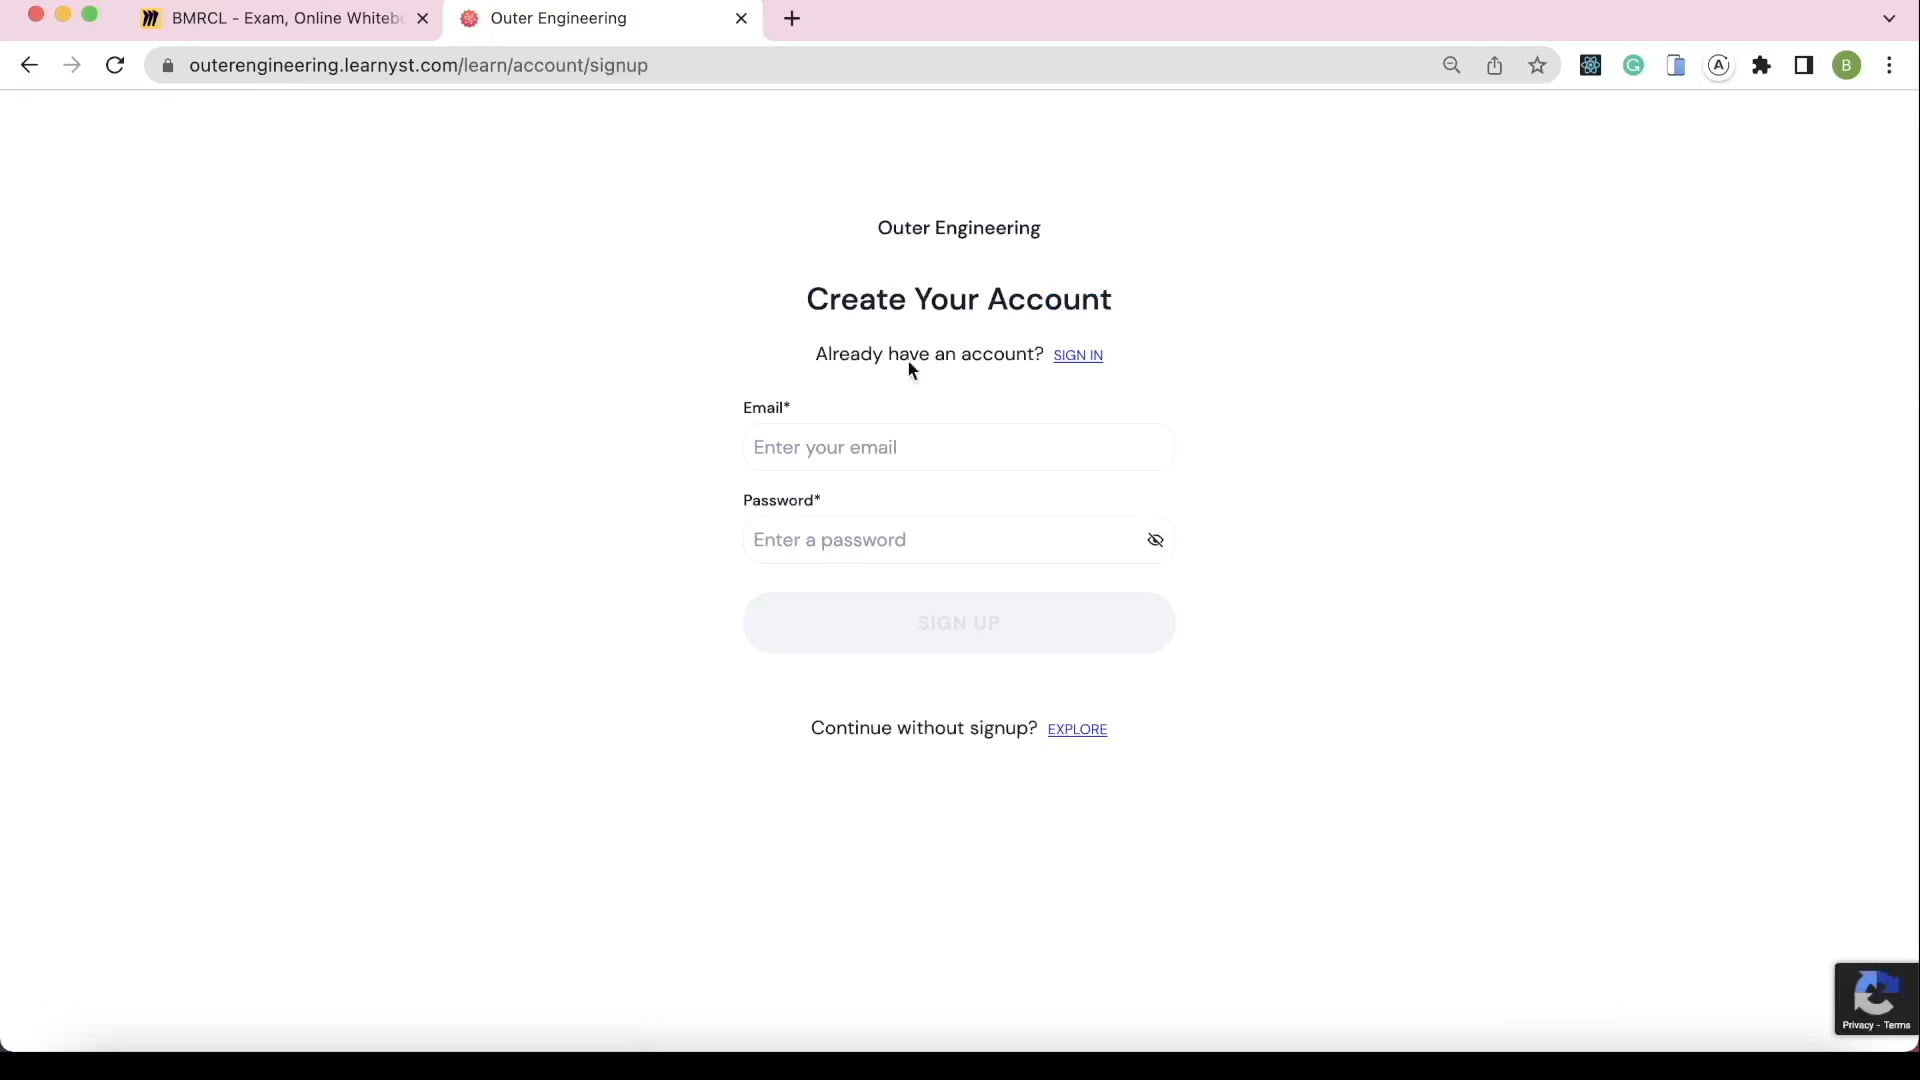 BMRCL - Exam, Online Whitebo
Outer Engineering
outerengineering.learnyst.com/learn/account/signup
A
G
B
Outer Engineering
Create Your Account
Already have an account? SIGN IN
Email*
Enter your email
Password*
Enter a password
SIGN UP
Continue without signup? EXPLORE
Privacy - Terms